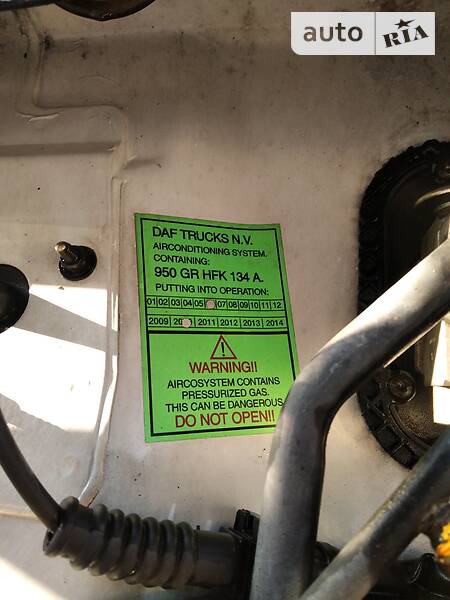 auto RIA
DAF TRUCKS N.V.
AIRCONDITIONING SYSTEM.
CONTAINING:
950 GR HFK 134 A.
PUTTING INTO OPERATION:
01 02 03 04 05 07 08 09 10 11 12
2009 2011 2012 2013 2014
WARNING!!
AIRCOSYSTEM CONTAINS
PRESSURIZED GAS.
THIS CAN BE DANGEROUS
DO NOT OPEN!!